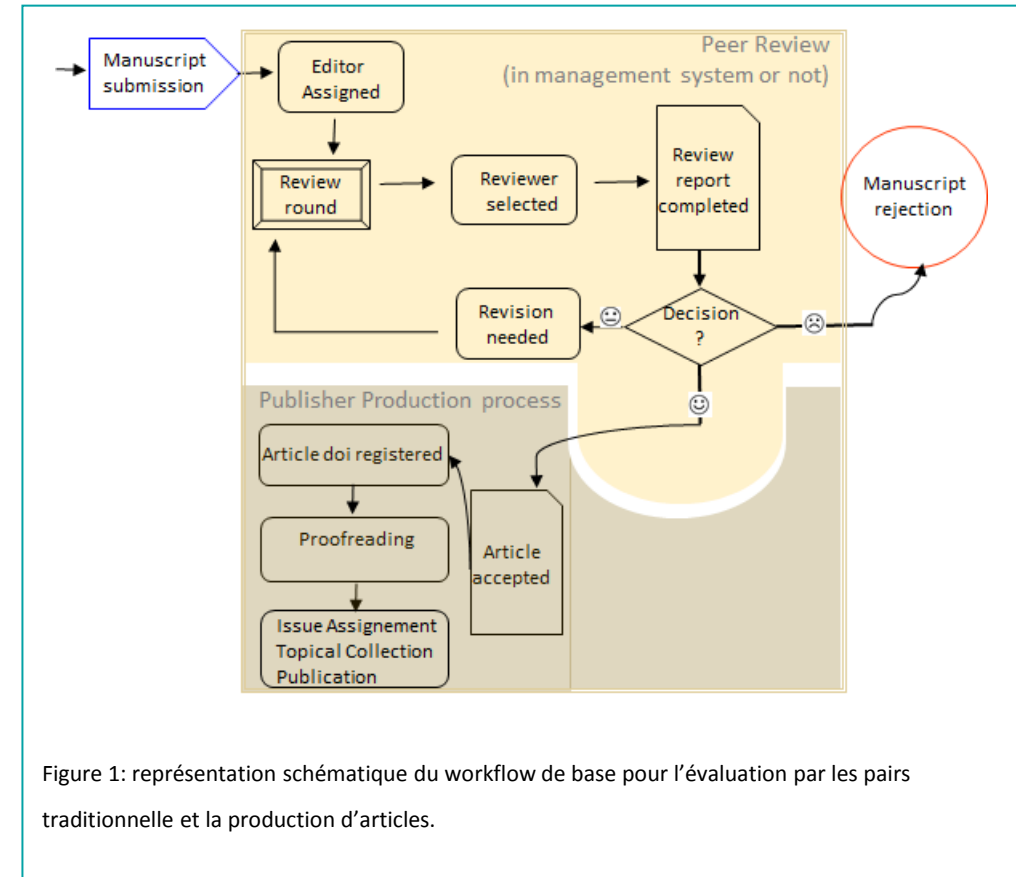 Manuscript
submission
Editor
Assigned
Peer Review
(in management system or not)
Review
round
Reviewer
selected
Review
report
completed
Manuscript
rejection
Revision
needed
Decision
?
Publisher Production process
Article doi registered
Proofreading
Article
accepted
Issue Assignement
Topical Collection
Publication
Figure 1: représentation schématique du workflow de base pour l’évaluation par les pairs
traditionnelle et la production d’articles.